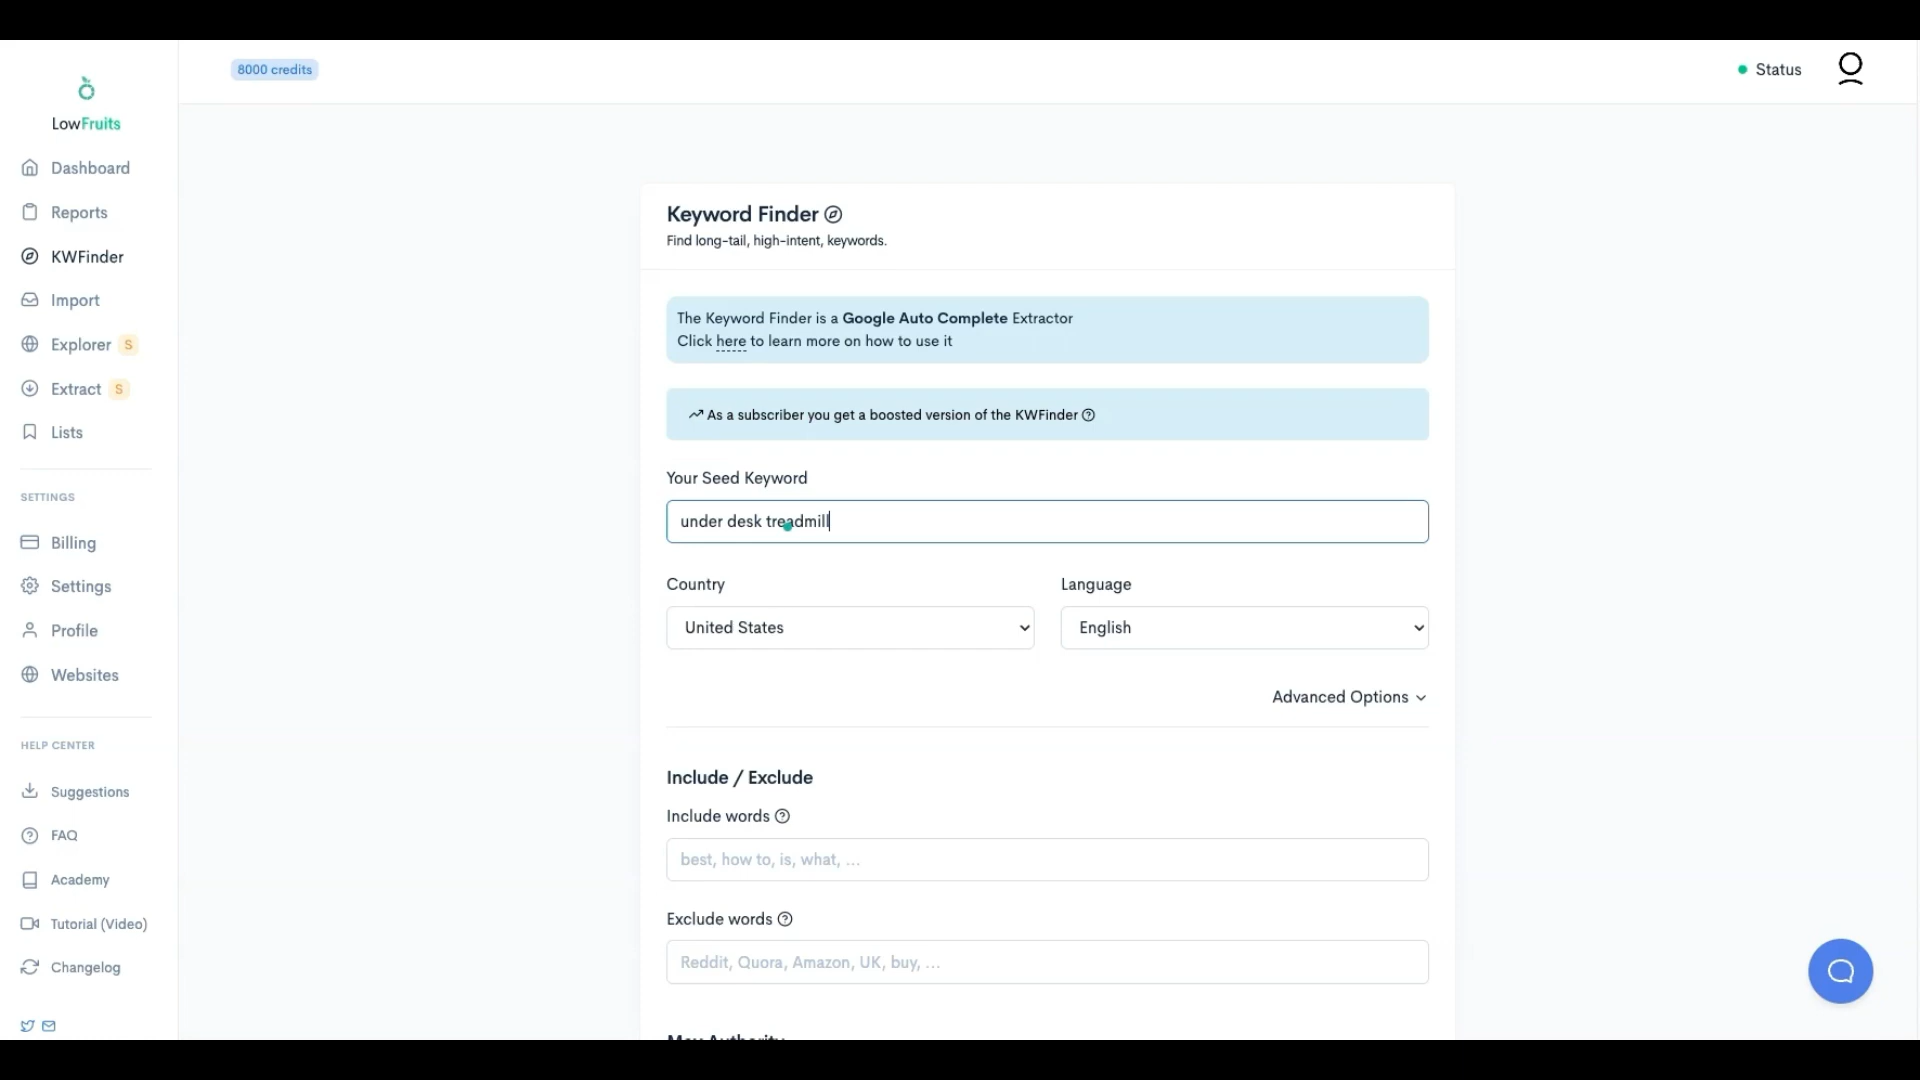 8000 credits
Status
LowFruits
Dashboard
Reports
KWFinder
Import
Explorer S
Extract S
Lists
SETTINGS
Billing
Settings
Profile
Websites
HELP CENTER
Suggestions
FAQ
Academy
Tutorial (Video)
Changelog
Keyword Finder
Find long-tail, high-intent, keywords.
The Keyword Finder is a Google Auto Complete Extractor
Click here to learn more on how to use it
As a subscriber you get a boosted version of the KWFinder
Your Seed Keyword
under desk treadmill
Country
Language
United States
English
Advanced Options
Include / Exclude
Include words
best, how to, is, what, ...
Exclude words
Reddit, Quora, Amazon, UK, buy, ...